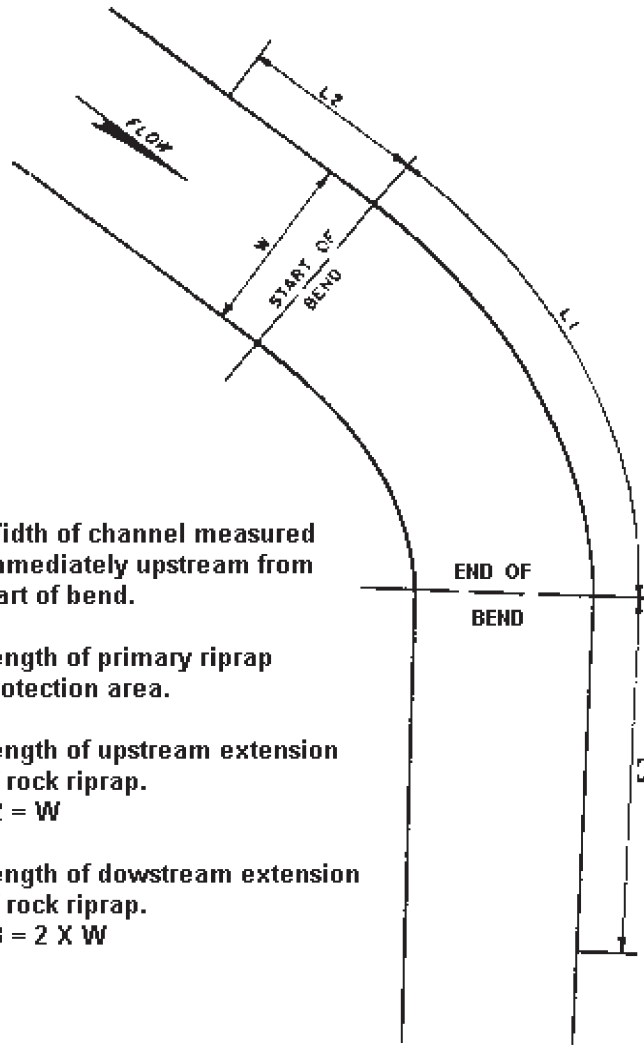 FLOW
L2
W
START OF
BEND
L1
idth of channel measured
mediately upstream from
art of bend.
END OF
BEND
ength of primary riprap
otection area.
ength of upstream extension
rock riprap.
= W
ength of dowstream extension
rock riprap.
= 2 X W